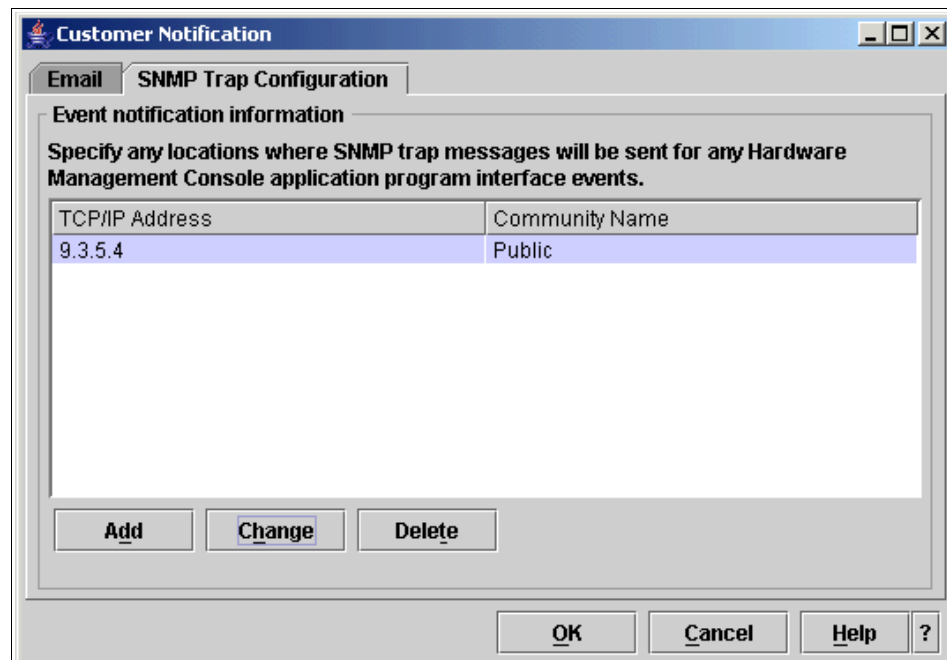 Customer Notification
Email SNMP Trap Configuration
Event notification information
Specify any locations where SNMP trap messages will be sent for any Hardware
Management Console application program interface events.
TCP/IP Address Community Name
9.3.5.4 Public
Add Change Delete
OK Cancel Help ?